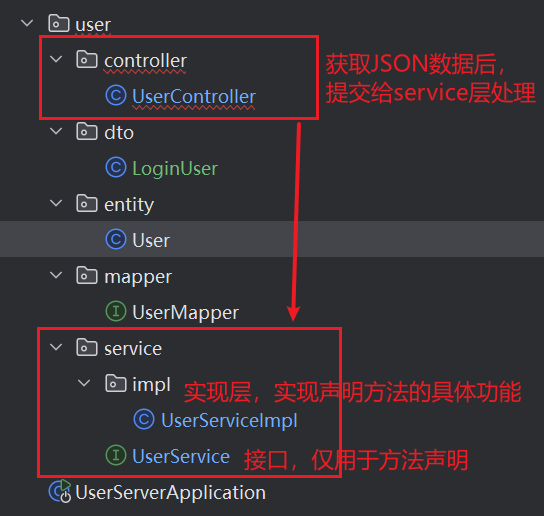 user
controller
获取JSON数据后，
提交给service层处理
UserController
dto
LoginUser
entity
User
mapper
UserMapper
service
impl
实现层，实现声明方法的具体功能
UserServiceImpl
UserService
接口，仅用于方法声明
UserServerApplication